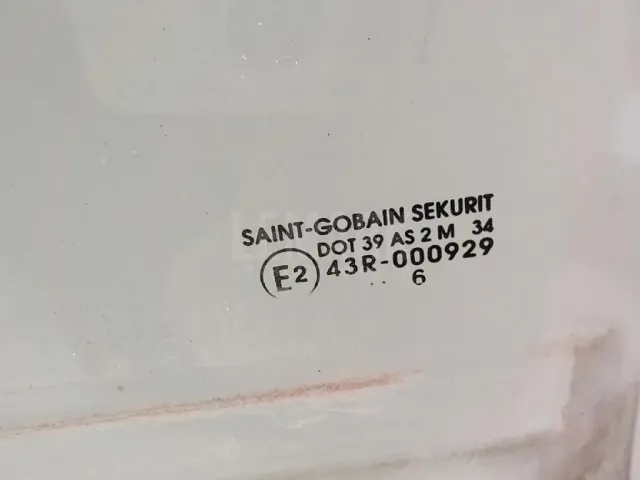 SAINT-GOBAIN SEKURIT
DOT 39 AS 2 M 34
E2 43R-000929
.. 6